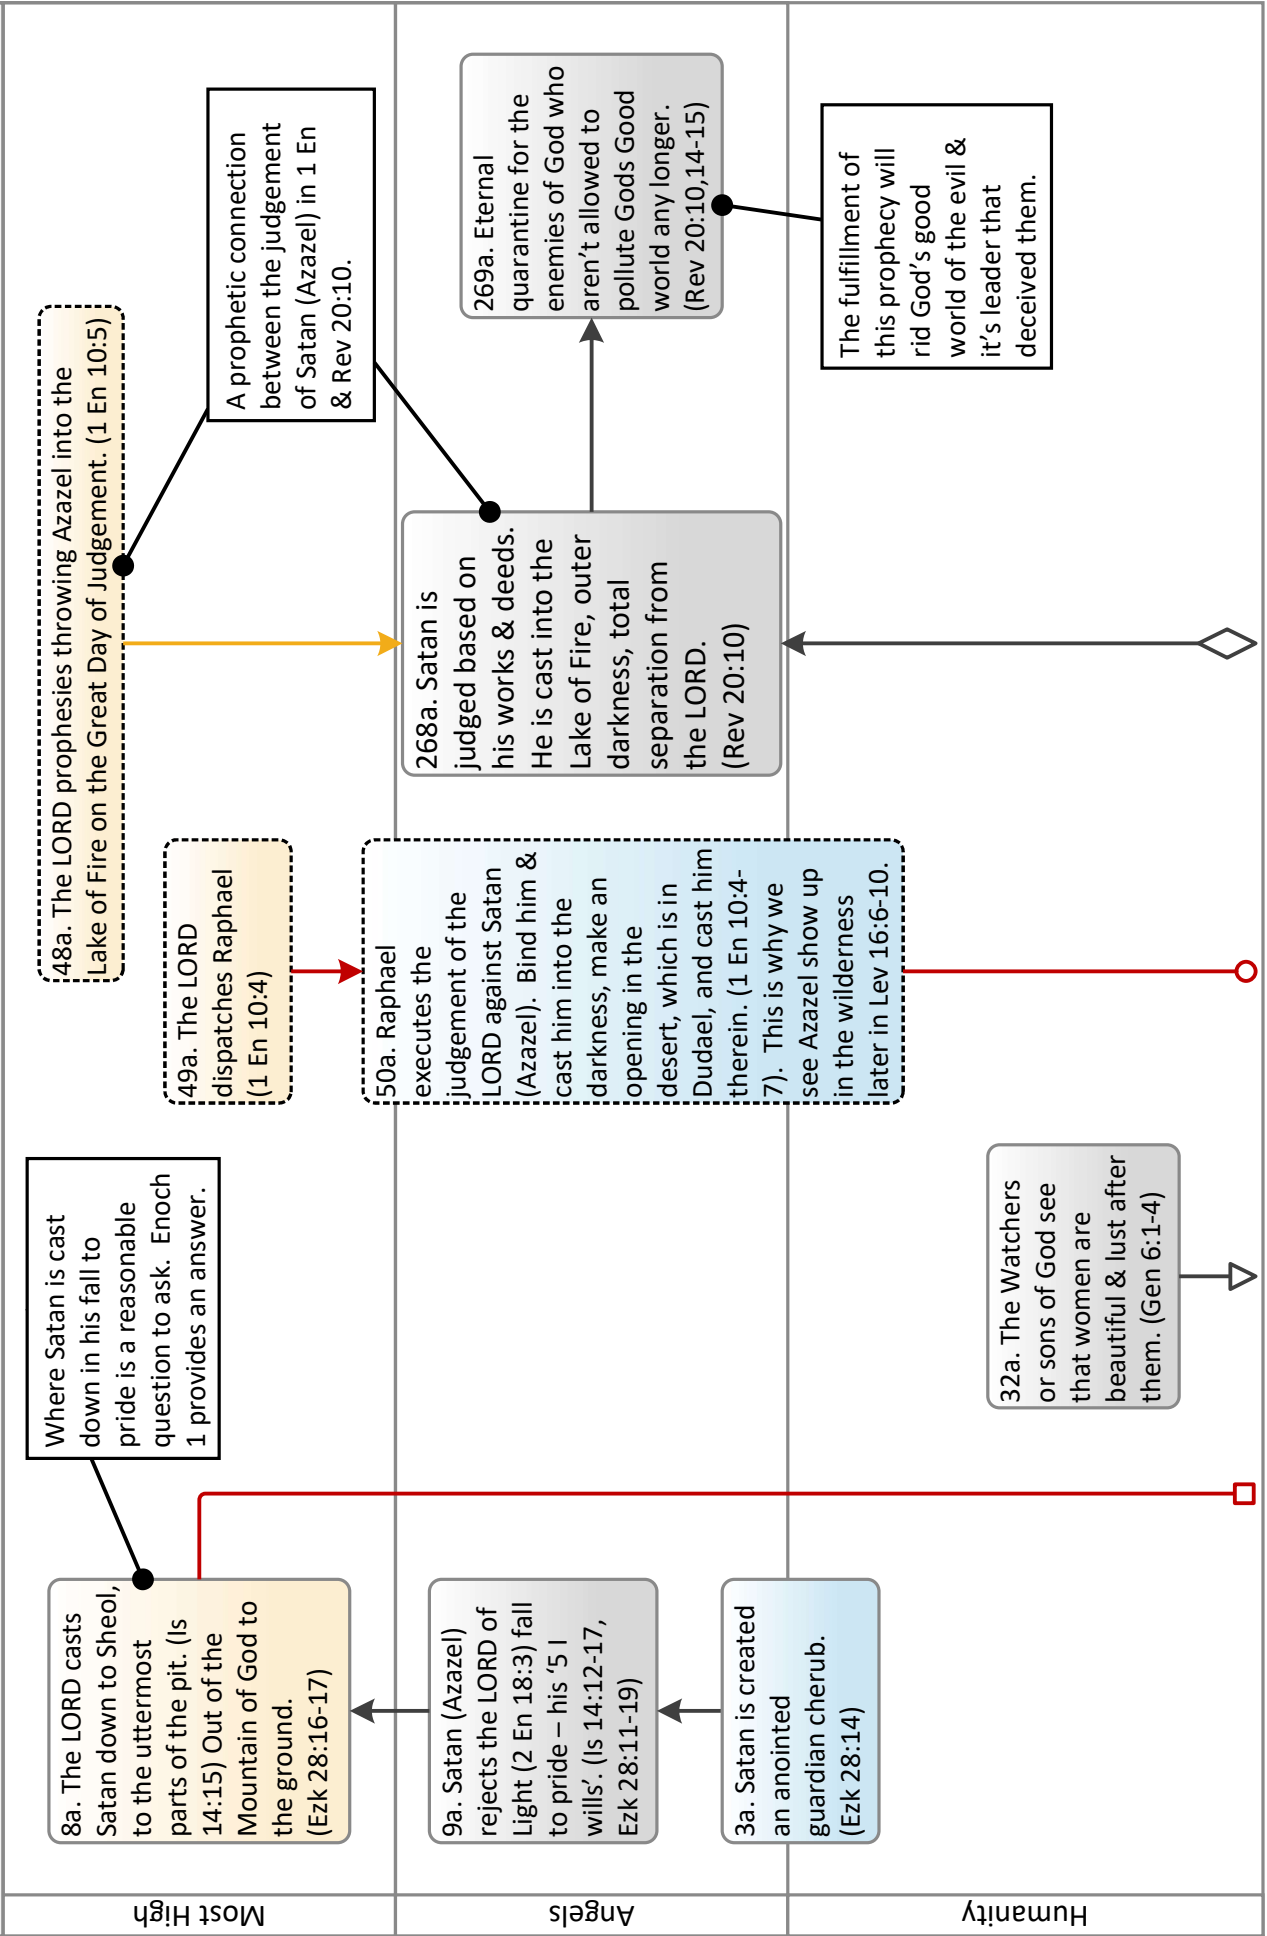 Most High
Angels
Humanity
8a. The LORD casts
Satan down to Sheol,
to the uttermost
parts of the pit. (Is
14:15) Out of the
Mountain of God to
the ground.
(Ezk 28:16-17)
9a. Satan (Azazel)
rejects the LORD of
Light (2 En 18:3) fall
to pride – his ‘5 I
wills’. (Is 14:12-17,
Ezk 28:11-19)
3a. Satan is created
an anointed
guardian cherub.
(Ezk 28:14)
Where Satan is cast
down in his fall to
pride is a reasonable
question to ask.  Enoch
1 provides an answer.
32a. The Watchers
or sons of God see
that women are
beautiful & lust after
them. (Gen 6:1-4)
49a. The LORD
dispatches Raphael
(1 En 10:4)
50a. Raphael
executes the
judgement of the
LORD against Satan
(Azazel).  Bind him &
cast him into the
darkness, make an
opening in the
desert, which is in
Dudael, and cast him
therein. (1 En 10:4-
7).  This is why we
see Azazel show up
in the wilderness
later in Lev 16:6-10.
48a. The LORD prophesies throwing Azazel into the
Lake of Fire on the Great Day of Judgement. (1 En 10:5)
268a. Satan is
judged based on
his works & deeds.
He is cast into the
Lake of Fire, outer
darkness, total
separation from
the LORD.
(Rev 20:10)
A prophetic connection
between the judgement
of Satan (Azazel) in 1 En
& Rev 20:10.
269a. Eternal
quarantine for the
enemies of God who
aren’t allowed to
pollute Gods Good
world any longer.
(Rev 20:10,14-15)
The fulfillment of
this prophecy will
rid God’s good
world of the evil &
it’s leader that
deceived them.